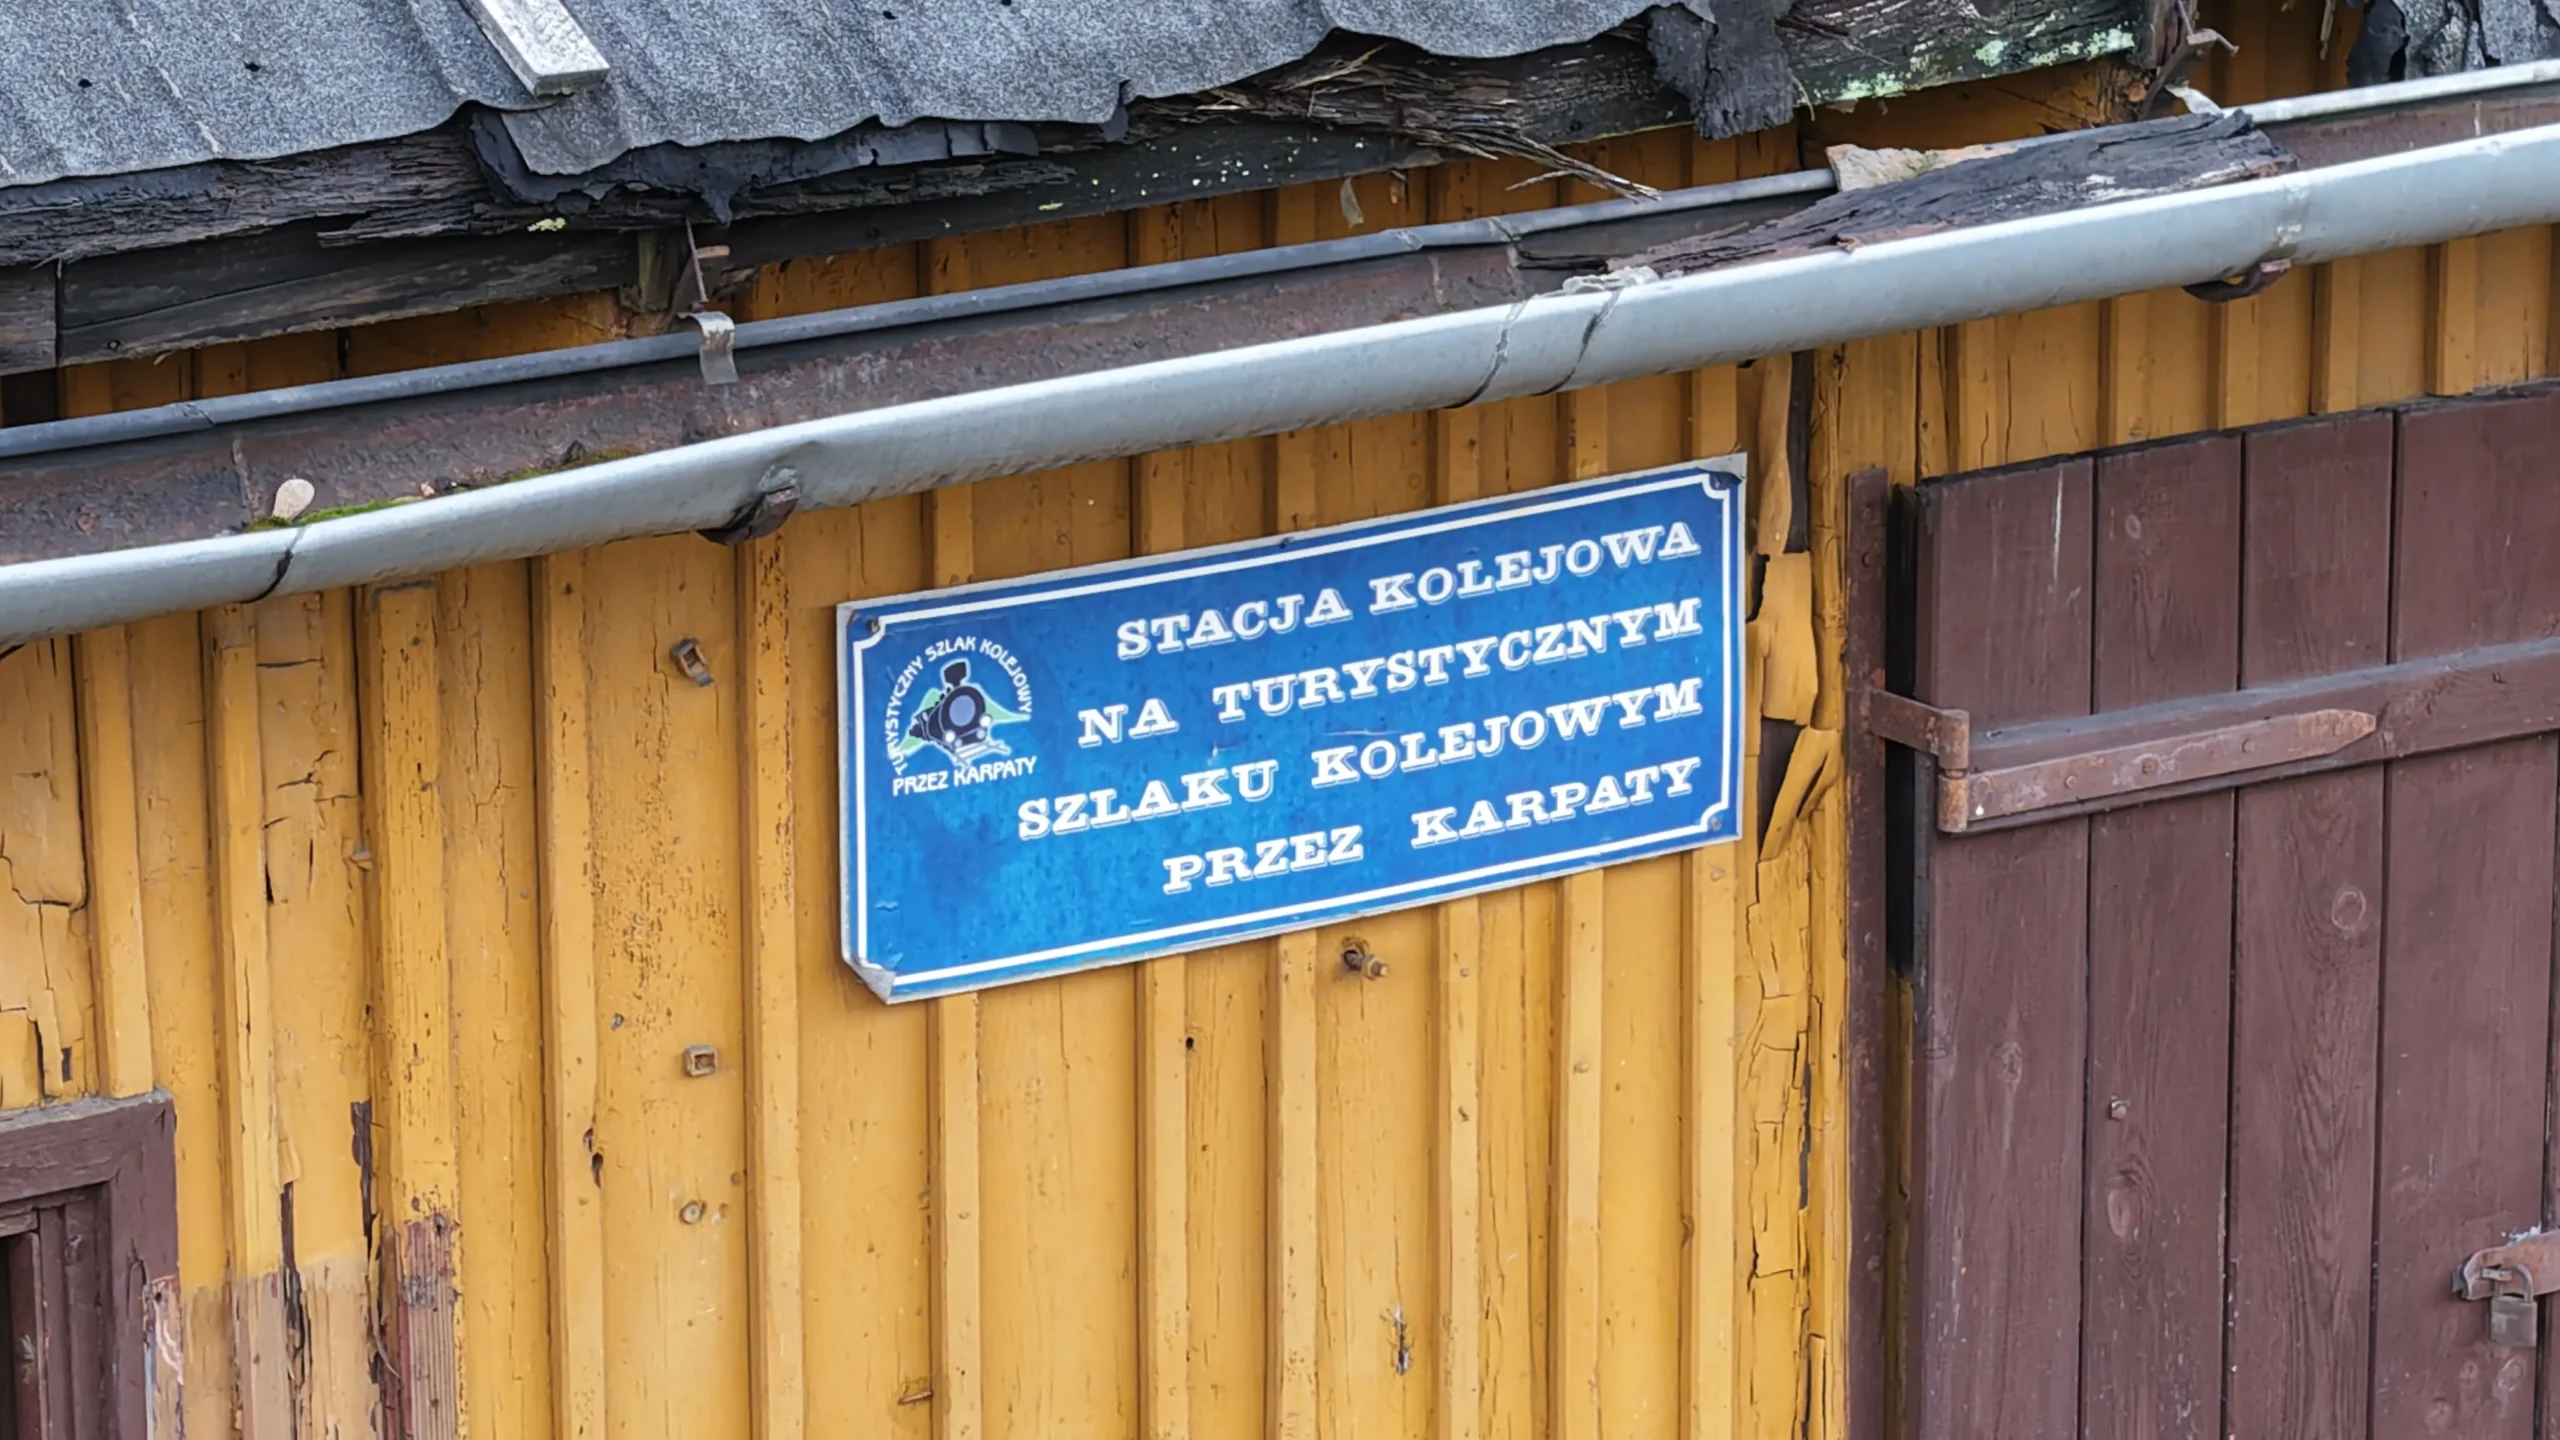 STACJA KOLEJOWA
NA TURYSTYCZNYM
SZLAKU KOLEJOWYM
PRZEZ KARPATY
TURYSTYCZNY SZLAK KOLEJOWY
PRZEZ KARPATY